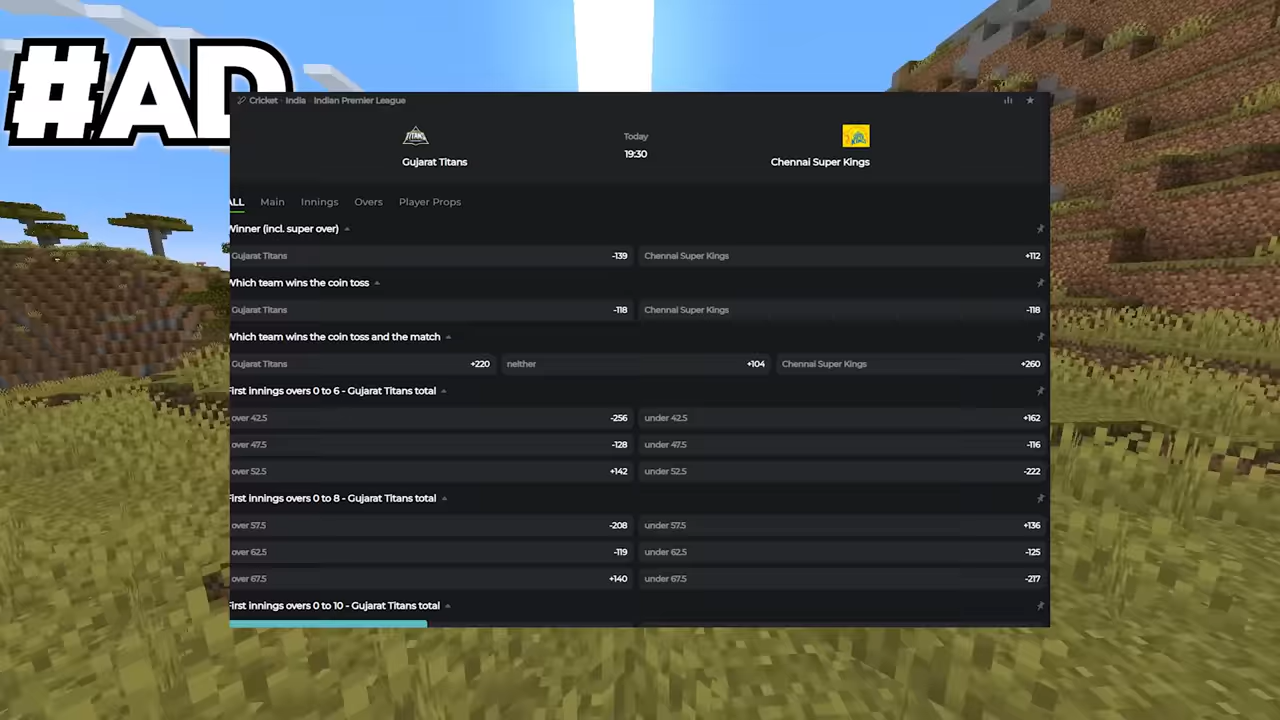 #AD
Cricket · India · Indian Premier League
Gujarat Titans
Today
19:30
Chennai Super Kings
ALL Main Innings Overs Player Props
Winner (incl. super over)
Gujarat Titans -139 Chennai Super Kings +112
Which team wins the coin toss
Gujarat Titans -118 Chennai Super Kings -118
Which team wins the coin toss and the match
Gujarat Titans +220 neither +104 Chennai Super Kings +260
First innings overs 0 to 6 - Gujarat Titans total
over 42.5 -256 under 42.5 +162
over 47.5 -128 under 47.5 -116
over 52.5 +142 under 52.5 -222
First innings overs 0 to 8 - Gujarat Titans total
over 57.5 -208 under 57.5 +136
over 62.5 -119 under 62.5 -125
over 67.5 +140 under 67.5 -217
First innings overs 0 to 10 - Gujarat Titans total